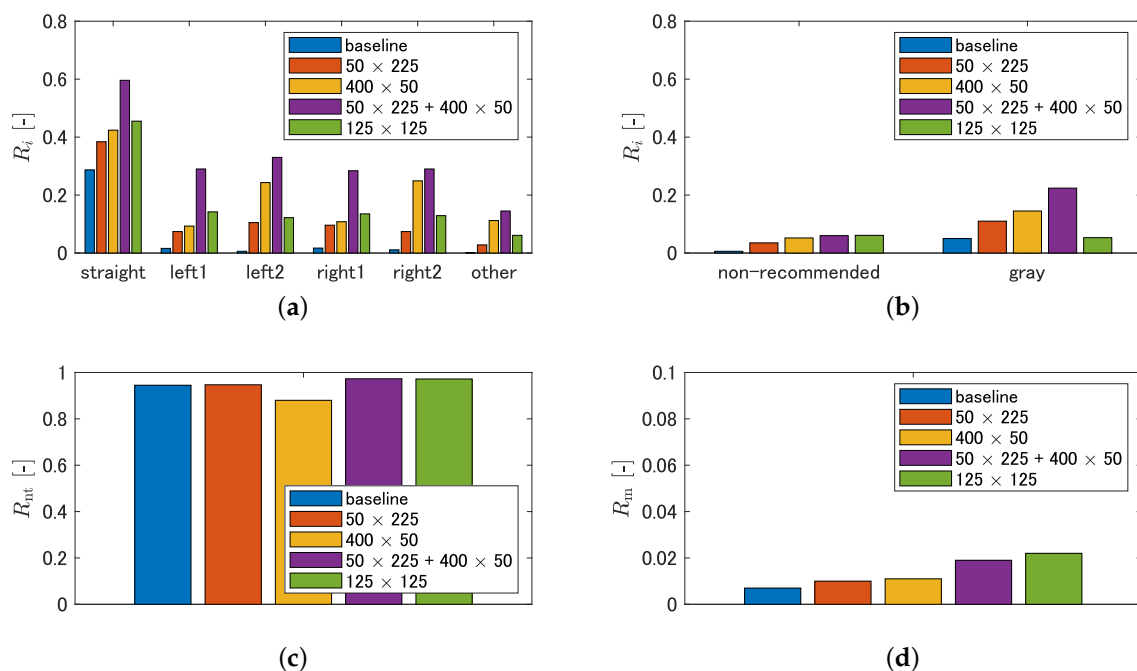 0.8
0.6
0.4
0.2
0
R_i [-]
baseline
50 × 225
400 × 50
50 × 225 + 400 × 50
125 × 125
straight left1 left2 right1 right2 other
(a)
0.8
0.6
0.4
0.2
0
R_i [-]
baseline
50 × 225
400 × 50
50 × 225 + 400 × 50
125 × 125
non-recommended gray
(b)
1
0.8
0.6
0.4
0.2
0
R_nt [-]
baseline
50 × 225
400 × 50
50 × 225 + 400 × 50
125 × 125
(c)
0.1
0.08
0.06
0.04
0.02
0
R_m [-]
baseline
50 × 225
400 × 50
50 × 225 + 400 × 50
125 × 125
(d)